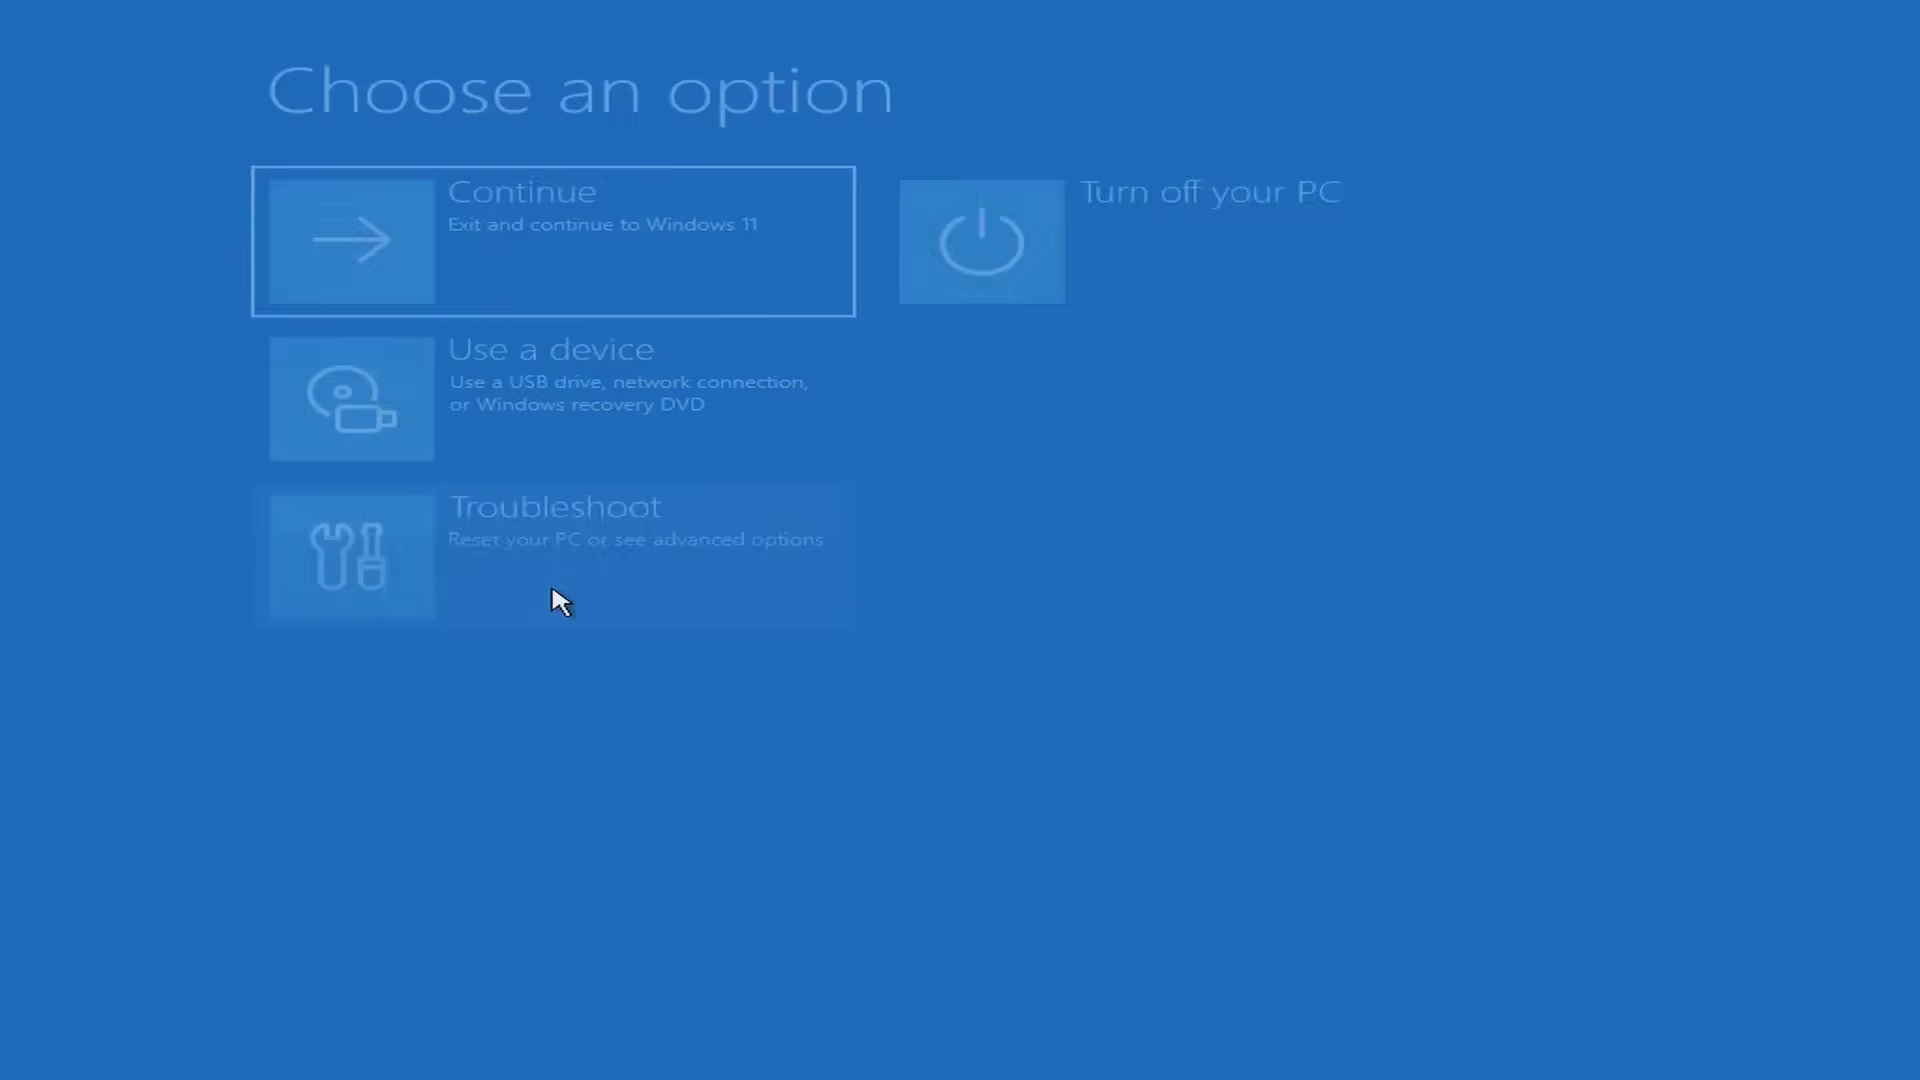 Choose an option
Continue
Exit and continue to Windows 11
Turn off your PC
Use a device
Use a USB drive, network connection,
or Windows recovery DVD
Troubleshoot
Reset your PC or see advanced options